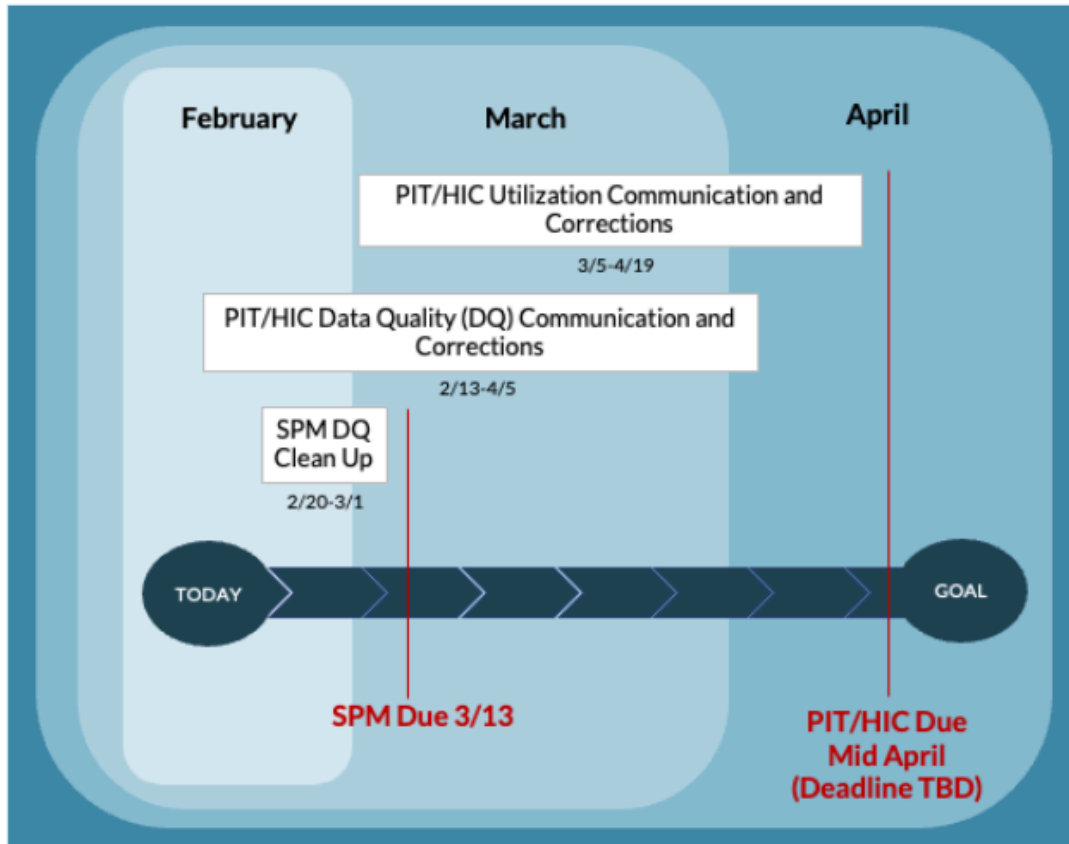 February
March
April
PIT/HIC Utilization Communication and
Corrections
3/5-4/19
PIT/HIC Data Quality (DQ) Communication and
Corrections
2/13-4/5
SPM DQ
Clean Up
2/20-3/1
TODAY
GOAL
SPM Due 3/13
PIT/HIC Due
Mid April
(Deadline TBD)